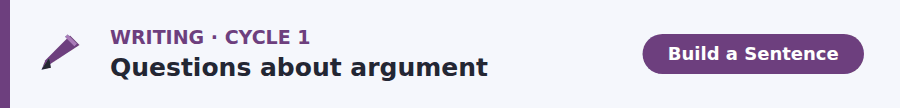 WRITING · CYCLE 1
Questions about argument
Build a Sentence